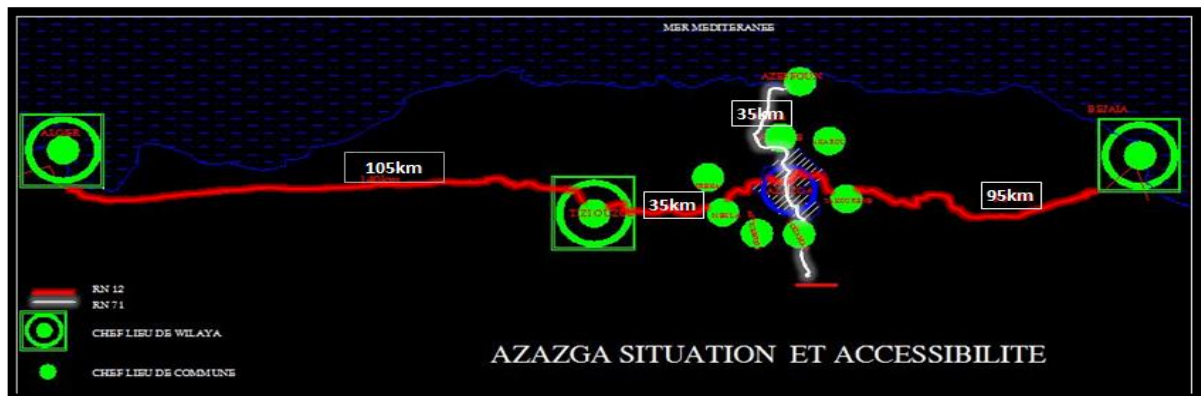 MER MEDITERANEE
AZEFFOUN
35km
BEJAIA
ALGER
105km
TIZI OUZOU
35km
95km
RN 12
RN 71
CHEF LIEU DE WILAYA
CHEF LIEU DE COMMUNE
AZAZGA SITUATION ET ACCESSIBILITE